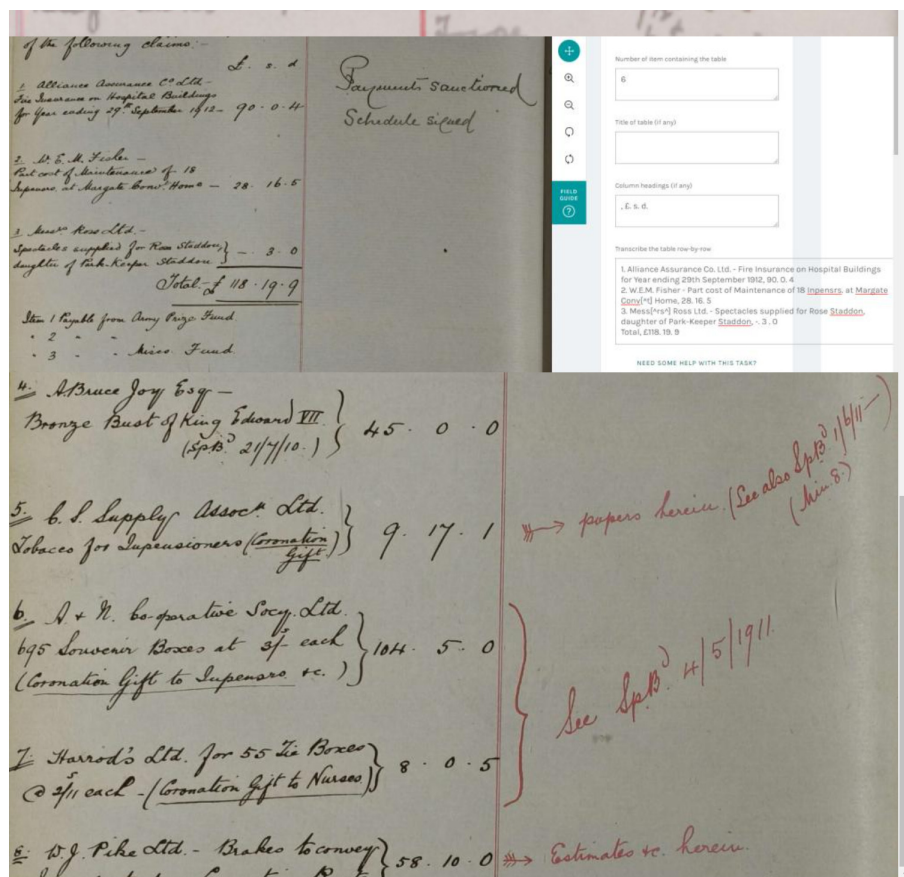 of the following claims:-
£. s. d
1. Alliance Assurance Co Ltd-
Fire Insurance on Hospital Buildings
for Year ending 29th September 1912- 90-0-4
2. W. E. M. Fisher -
Part cost of Maintenance of 18
Inpensrs. at Margate Convt Home - 28. 16. 5
3. Messrs Ross Ltd. -
Spectacles supplied for Rose Staddon,
daughter of Park-Keeper Staddon } -. 3. 0
Total - £ 118.19.9
Item 1 Payable from Army Prize Fund
" 2 " -
" 3 " - Miscs. Fund
Payments sanctioned
Schedule signed
Number of item containing the table
6
Title of table (if any)
Column headings (if any)
, £. s. d.
Transcribe the table row-by-row
1. Alliance Assurance Co. Ltd. - Fire Insurance on Hospital Buildings
for Year ending 29th September 1912, 90. 0. 4
2. W.E.M. Fisher - Part cost of Maintenance of 18 Inpensrs. at Margate
Conv[^t] Home, 28. 16. 5
3. Mess[^rs] Ross Ltd. - Spectacles supplied for Rose Staddon,
daughter of Park-Keeper Staddon, -. 3 . 0
Total, £118. 19. 9
NEED SOME HELP WITH THIS TASK?
FIELD
GUIDE
4. A Bruce Joy Esq -
Bronze Bust of King Edward VII
(Sp.Bd 21/7/10.) } 45 . 0 . 0
5. C. S. Supply Assocn. Ltd.
Tobacco for Inpensioners (Coronation
Gift) } 9. 17. 1
papers herein. (See also Sp.Bd 1/6/11-
(Min. 8.)
6. A & N. Co-operative Socy. Ltd.
695 Souvenir Boxes at 3/- each
(Coronation Gift to Inpensrs. &c.) } 104. 5. 0
See Sp.Bd 4/5/1911.
7. Harrod's Ltd. for 55 Tie Boxes
@ 2/11 each - (Coronation Gift to Nurses) } 8 . 0 . 5
8. W. J. Pike Ltd. - Brakes to convey } 58. 10. 0
Estimates &c. herein.